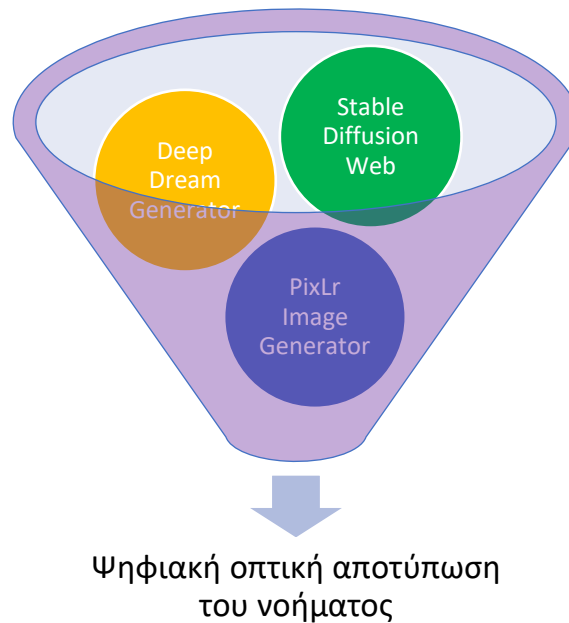 Stable
Diffusion
Web
Deep
Dream
Generator
PixLr
Image
Generator
Ψηφιακή οπτική αποτύπωση
του νοήματος